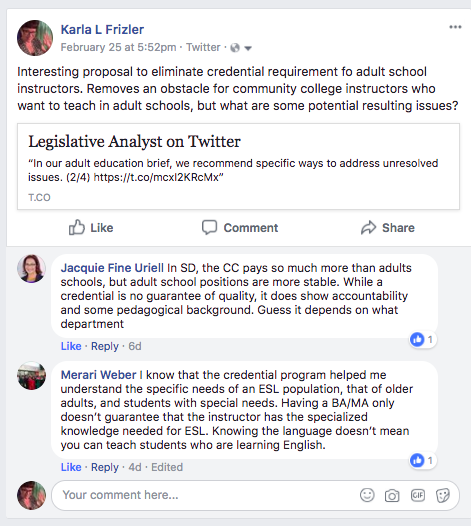 Karla L Frizler
February 25 at 5:52pm · Twitter ·
Interesting proposal to eliminate credential requirement fo adult school
instructors. Removes an obstacle for community college instructors who
want to teach in adult schools, but what are some potential resulting issues?
Legislative Analyst on Twitter
“In our adult education brief, we recommend specific ways to address unresolved
issues. (2/4) https://t.co/mcxl2KRcMx”
T.CO
Like Comment Share
Jacquie Fine Uriell In SD, the CC pays so much more than adults
schools, but adult school positions are more stable. While a
credential is no guarantee of quality, it does show accountability
and some pedagogical background. Guess it depends on what
department
1
Like · Reply · 6d
Merari Weber I know that the credential program helped me
understand the specific needs of an ESL population, that of older
adults, and students with special needs. Having a BA/MA only
doesn’t guarantee that the instructor has the specialized
knowledge needed for ESL. Knowing the language doesn’t mean
you can teach students who are learning English.
1
Like · Reply · 4d · Edited
Your comment here...
GIF